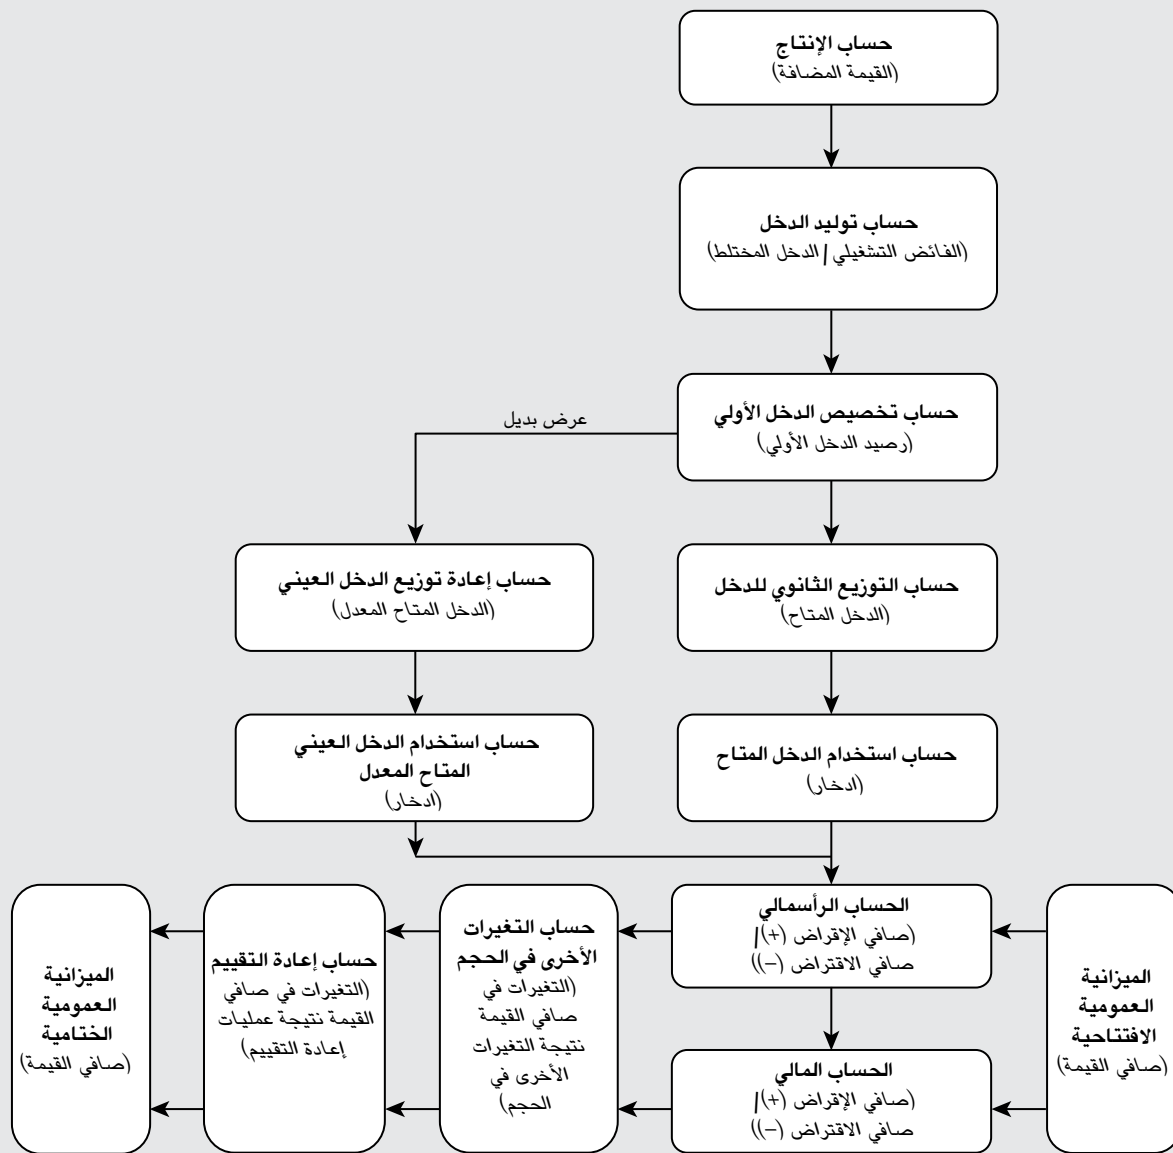 حساب الإنتاج
(القيمة المضافة)
حساب توليد الدخل
(الفائض التشغيلي/الدخل المختلط)
حساب تخصيص الدخل الأولي
(رصيد الدخل الأولي)
عرض بديل
حساب التوزيع الثانوي للدخل
(الدخل المتاح)
حساب إعادة توزيع الدخل العيني
(الدخل المتاح المعدل)
حساب استخدام الدخل المتاح
(ادخار)
حساب استخدام الدخل العيني
المتاح المعدل
(ادخار)
الميزانية
العمومية
الافتتاحية
(صافي القيمة)
الحساب الرأسمالي
(صافي الإقراض (+)/
صافي الاقتراض (–))
الحساب المالي
(صافي الإقراض (+)/
صافي الاقتراض (–))
حساب التغيرات
الأخرى في الحجم
(التغيرات في
صافي القيمة
نتيجة التغيرات
الأخرى في
الحجم)
حساب إعادة التقييم
(التغيرات في صافي
القيمة نتيجة عمليات
إعادة التقييم)
الميزانية
العمومية
الختامية
(صافي القيمة)